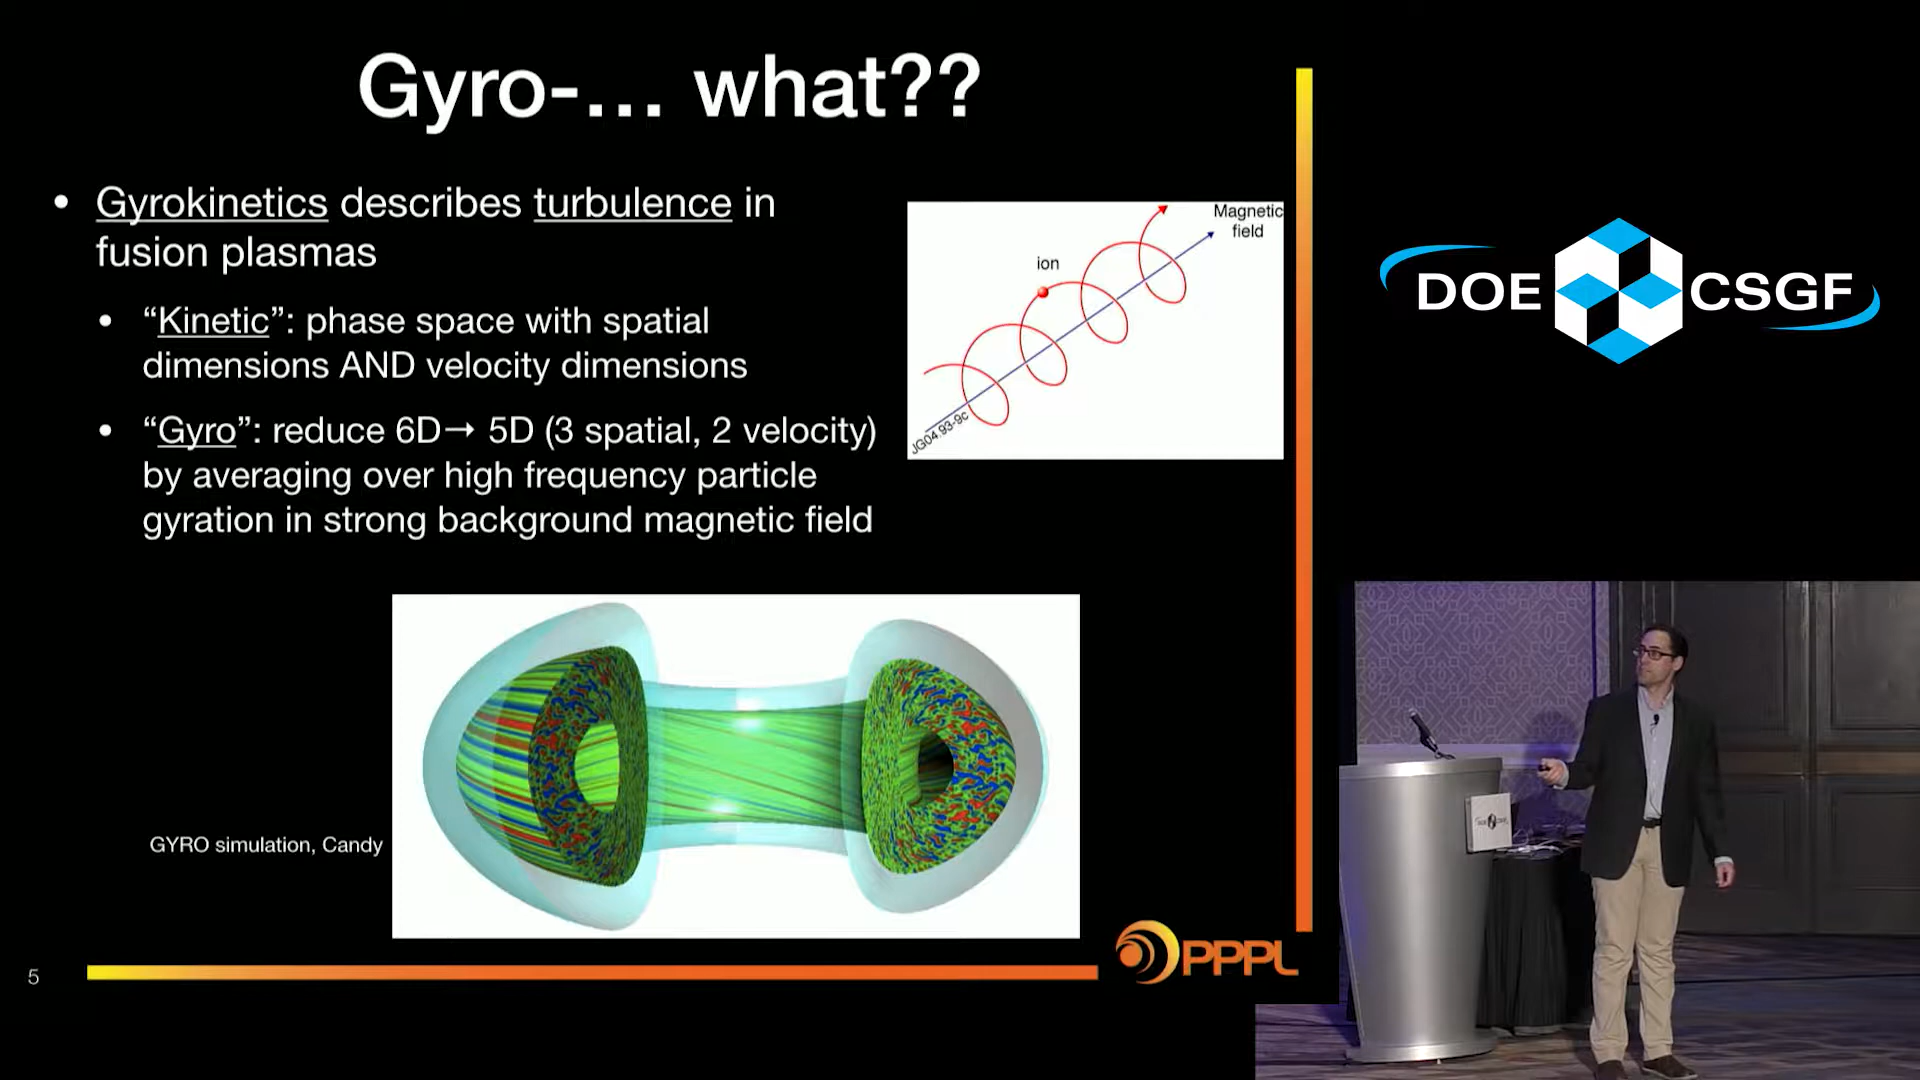 Gyro-… what??
• Gyrokinetics describes turbulence in
fusion plasmas
• “Kinetic”: phase space with spatial
dimensions AND velocity dimensions
• “Gyro”: reduce 6D→ 5D (3 spatial, 2 velocity)
by averaging over high frequency particle
gyration in strong background magnetic field
Magnetic
field
ion
JG04.93-9c
GYRO simulation, Candy
PPPL
5
DOE CSGF